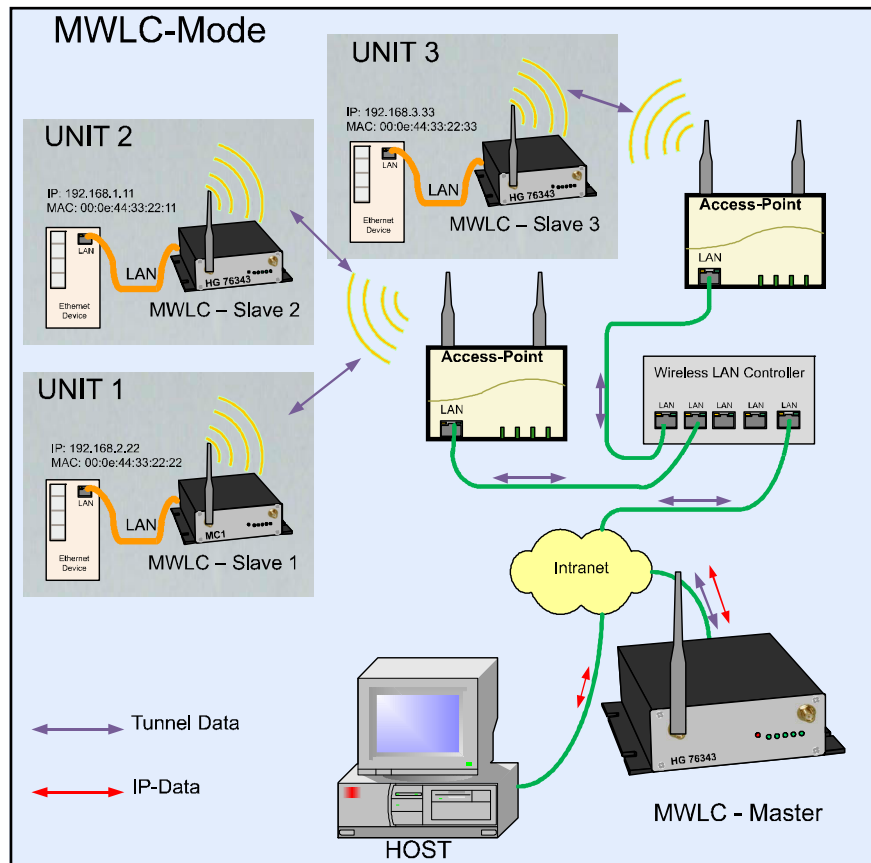 MWLC-Mode
UNIT 3
IP: 192.168.3.33
MAC: 00:0e:44:33:22:33
LAN
LAN
HG 76343
Ethernet
Device
MWLC – Slave 3
UNIT 2
IP: 192.168.1.11
MAC: 00:0e:44:33:22:11
LAN
LAN
HG 76343
Ethernet
Device
MWLC – Slave 2
UNIT 1
IP: 192.168.2.22
MAC: 00:0e:44:33:22:22
LAN
LAN
MC1
Ethernet
Device
MWLC – Slave 1
Access-Point
LAN
Access-Point
LAN
Wireless LAN Controller
LAN LAN LAN LAN LAN
Intranet
HG 76343
MWLC - Master
HOST
Tunnel Data
IP-Data